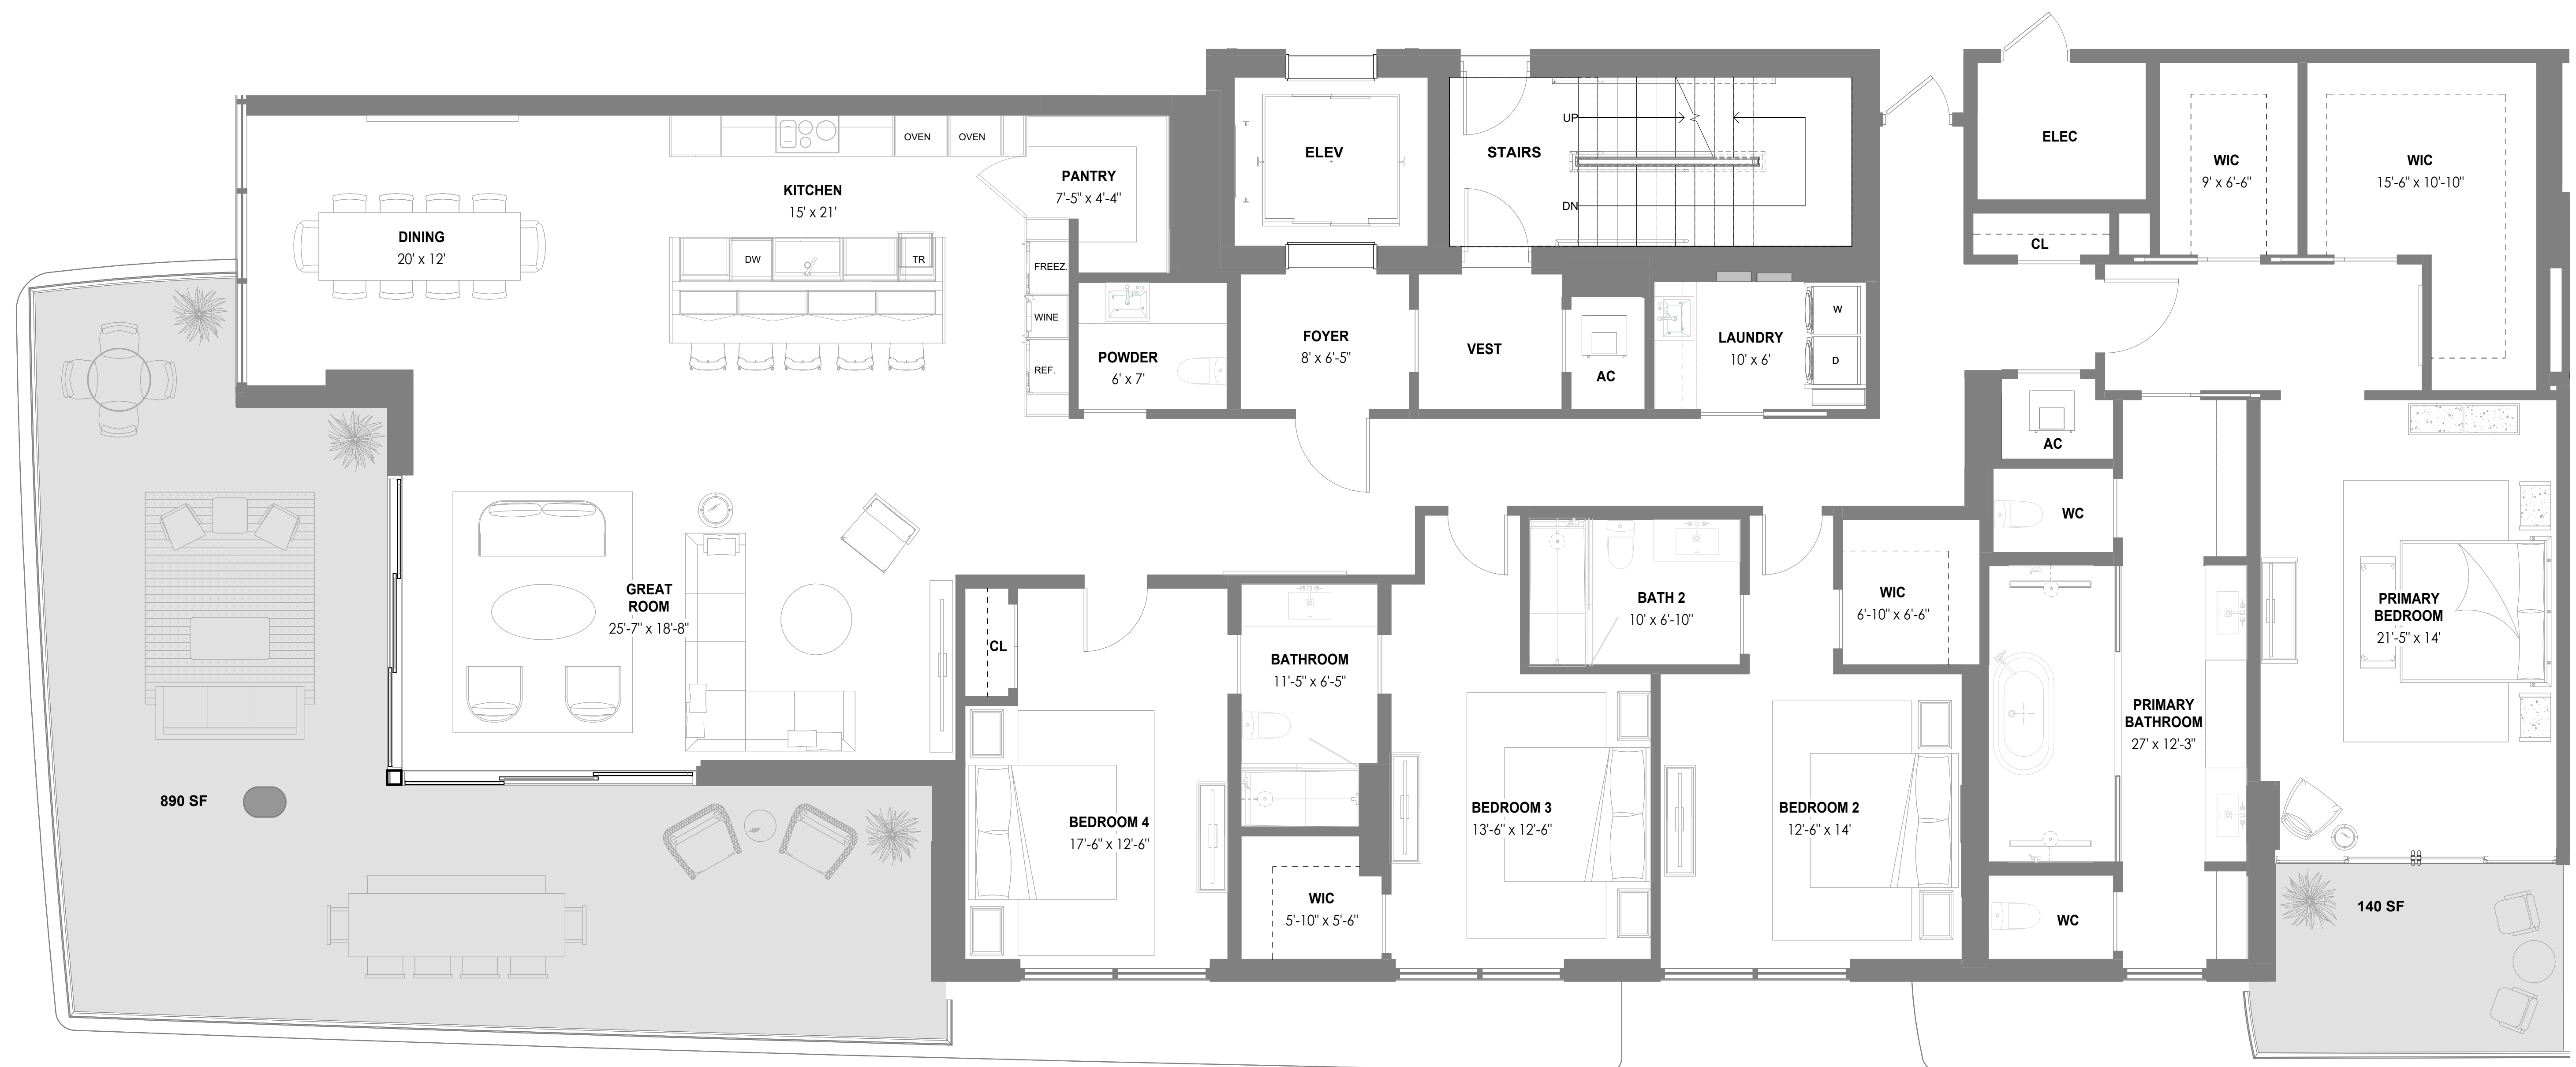 ELEV
STAIRS
UP
DN
ELEC
WIC
9' x 6'-6"
WIC
15'-6" x 10'-10"
OVEN
OVEN
PANTRY
7'-5" x 4'-4"
KITCHEN
15' x 21'
DINING
20' x 12'
DW
TR
FREEZ.
WINE
REF.
CL
POWDER
6' x 7'
FOYER
8' x 6'-5"
VEST
AC
LAUNDRY
10' x 6'
W
D
AC
WC
GREAT
ROOM
25'-7" x 18'-8"
CL
BATHROOM
11'-5" x 6'-5"
BATH 2
10' x 6'-10"
WIC
6'-10" x 6'-6"
PRIMARY
BEDROOM
21'-5" x 14'
PRIMARY
BATHROOM
27' x 12'-3"
890 SF
BEDROOM 4
17'-6" x 12'-6"
BEDROOM 3
13'-6" x 12'-6"
BEDROOM 2
12'-6" x 14'
WIC
5'-10" x 5'-6"
WC
140 SF